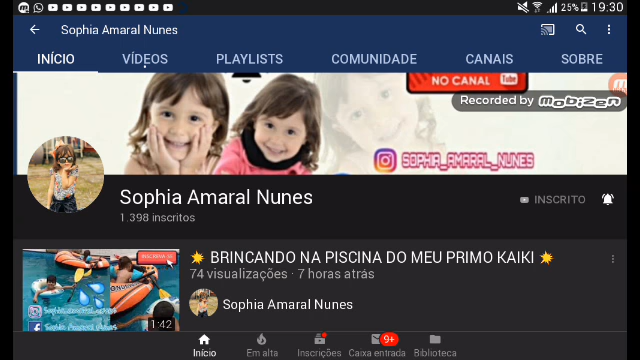 25% 19:30
Sophia Amaral Nunes
INÍCIO VÍDEOS PLAYLISTS COMUNIDADE CANAIS SOBRE
NO CANAL You Tube
Recorded by MOBIZEN
SOPHIA_AMARAL_NUNES
Sophia Amaral Nunes
INSCRITO
1.398 inscritos
BRINCANDO NA PISCINA DO MEU PRIMO KAIKI
74 visualizações · 7 horas atrás
Sophia Amaral Nunes
1:42
9+
Início Em alta Inscrições Caixa entrada Biblioteca